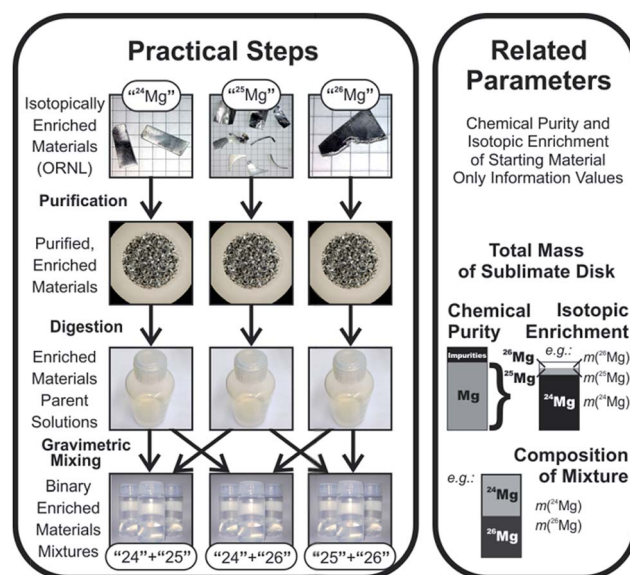 Practical Steps
“²⁴Mg”
“²⁵Mg”
“²⁶Mg”
Isotopically
Enriched
Materials
(ORNL)
Purification
Purified,
Enriched
Materials
Digestion
Enriched
Materials
Parent
Solutions
Gravimetric
Mixing
Binary
Enriched
Materials
Mixtures
“24”+“25”
“24”+“26”
“25”+“26”
Related
Parameters
Chemical Purity and
Isotopic Enrichment
of Starting Material
Only Information Values
Total Mass
of Sublimate Disk
Chemical
Purity
Isotopic
Enrichment
Impurities
Mg
e.g.:
²⁶Mg
²⁵Mg
²⁴Mg
m(²⁶Mg)
m(²⁵Mg)
m(²⁴Mg)
Composition
of Mixture
e.g.:
²⁴Mg
²⁶Mg
m(²⁴Mg)
m(²⁶Mg)